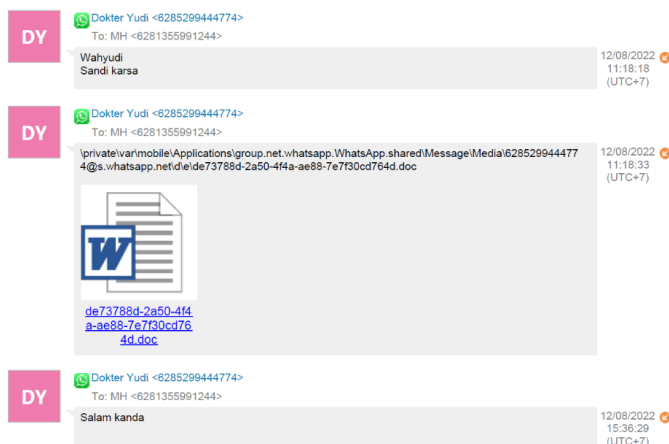 DY
Dokter Yudi <6285299444774>
To: MH <6281355991244>
Wahyudi
Sandi karsa
12/08/2022
11:18:18
(UTC+7)
DY
Dokter Yudi <6285299444774>
To: MH <6281355991244>
\private\var\mobile\Applications\group.net.whatsapp.WhatsApp.shared\Message\Media\628529944477
4@s.whatsapp.net\d\e\de73788d-2a50-4f4a-ae88-7e7f30cd764d.doc
12/08/2022
11:18:33
(UTC+7)
W
de73788d-2a50-4f4
a-ae88-7e7f30cd76
4d.doc
DY
Dokter Yudi <6285299444774>
To: MH <6281355991244>
Salam kanda
12/08/2022
15:36:29
(UTC+7)